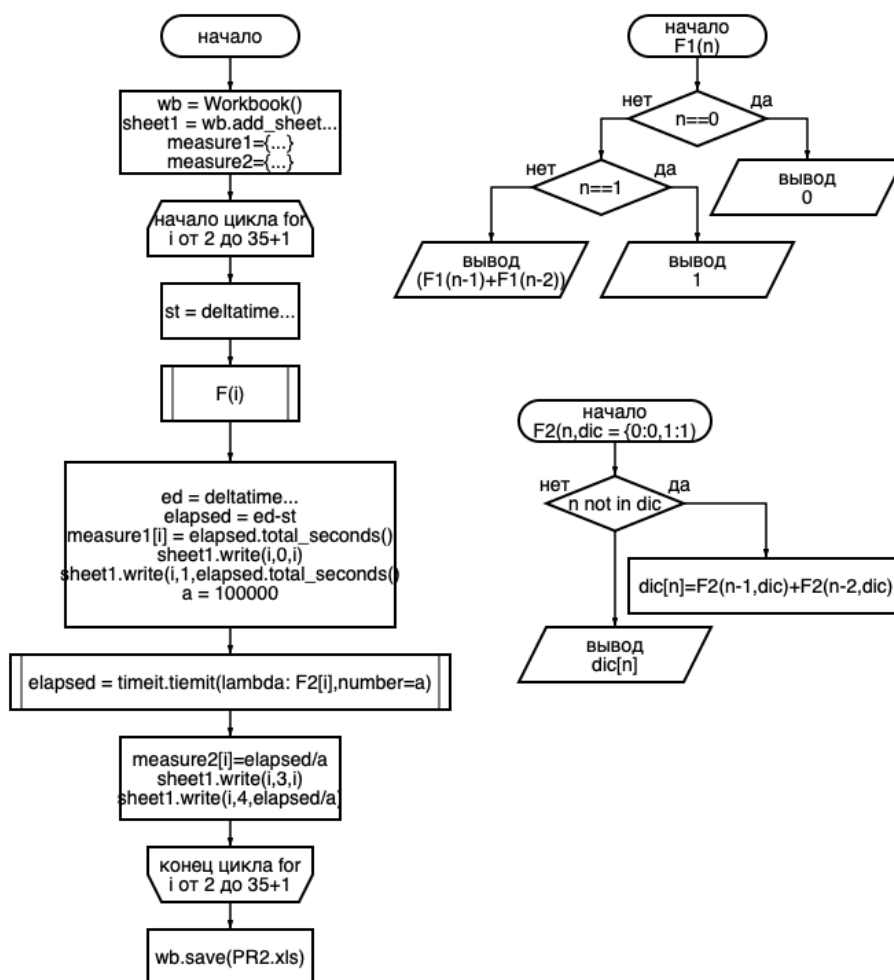 начало
wb = Workbook()
sheet1 = wb.add_sheet...
measure1={...}
measure2={...}
начало цикла for
i от 2 до 35+1
st = deltatime...
F(i)
ed = deltatime...
elapsed = ed-st
measure1[i] = elapsed.total_seconds()
sheet1.write(i,0,i)
sheet1.write(i,1,elapsed.total_seconds()
a = 100000
elapsed = timeit.tiemit(lambda: F2[i],number=a)
measure2[i]=elapsed/a
sheet1.write(i,3,i)
sheet1.write(i,4,elapsed/a)
конец цикла for
i от 2 до 35+1
wb.save(PR2.xls)
начало
F1(n)
нет
да
n==0
нет
да
n==1
вывод
0
вывод
(F1(n-1)+F1(n-2))
вывод
1
начало
F2(n,dic = {0:0,1:1)
нет
да
n not in dic
dic[n]=F2(n-1,dic)+F2(n-2,dic)
вывод
dic[n]